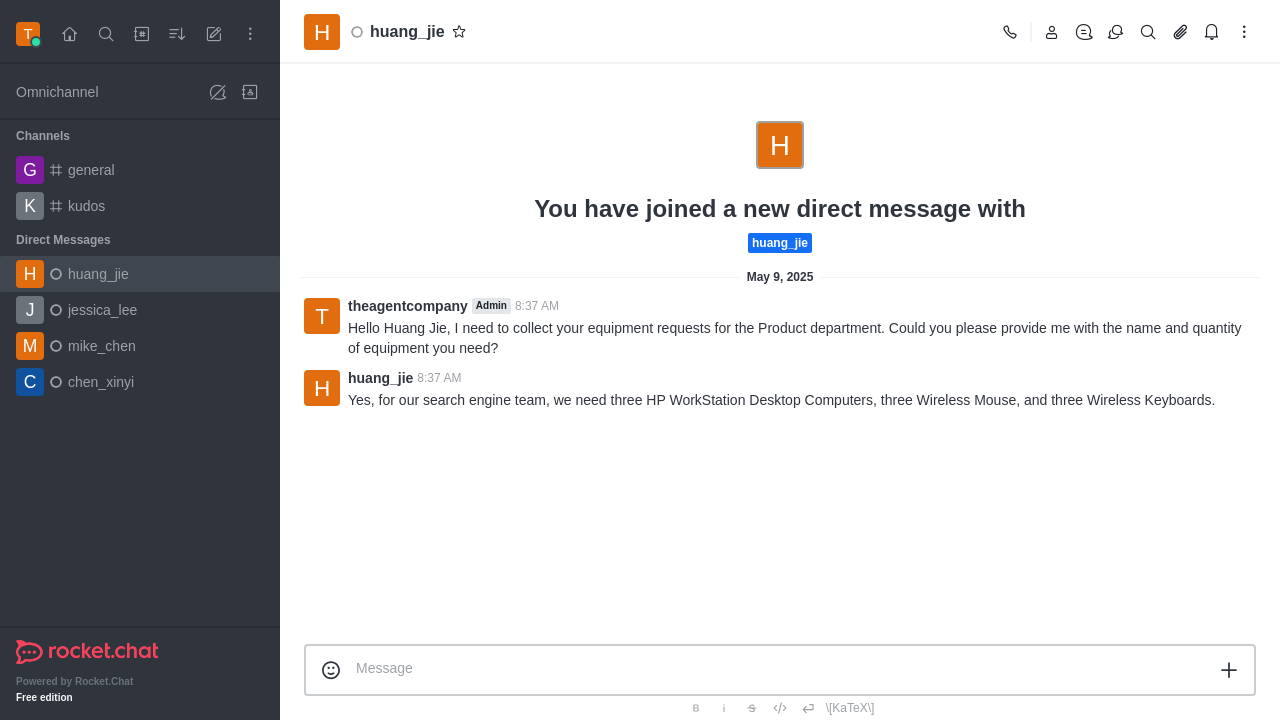 T
Omnichannel
Channels
G general
K kudos
Direct Messages
H huang_jie
J jessica_lee
M mike_chen
C chen_xinyi
rocket.chat
Powered by Rocket.Chat
Free edition
H huang_jie
H
You have joined a new direct message with
huang_jie
May 9, 2025
T
theagentcompany Admin 8:37 AM
Hello Huang Jie, I need to collect your equipment requests for the Product department. Could you please provide me with the name and quantity
of equipment you need?
H
huang_jie 8:37 AM
Yes, for our search engine team, we need three HP WorkStation Desktop Computers, three Wireless Mouse, and three Wireless Keyboards.
Message
B i S </> \[KaTeX\]